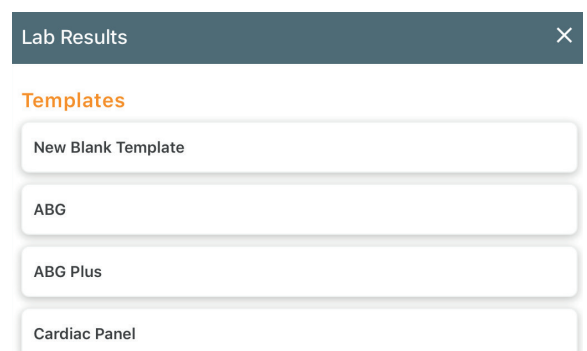 Lab Results
Templates
New Blank Template
ABG
ABG Plus
Cardiac Panel